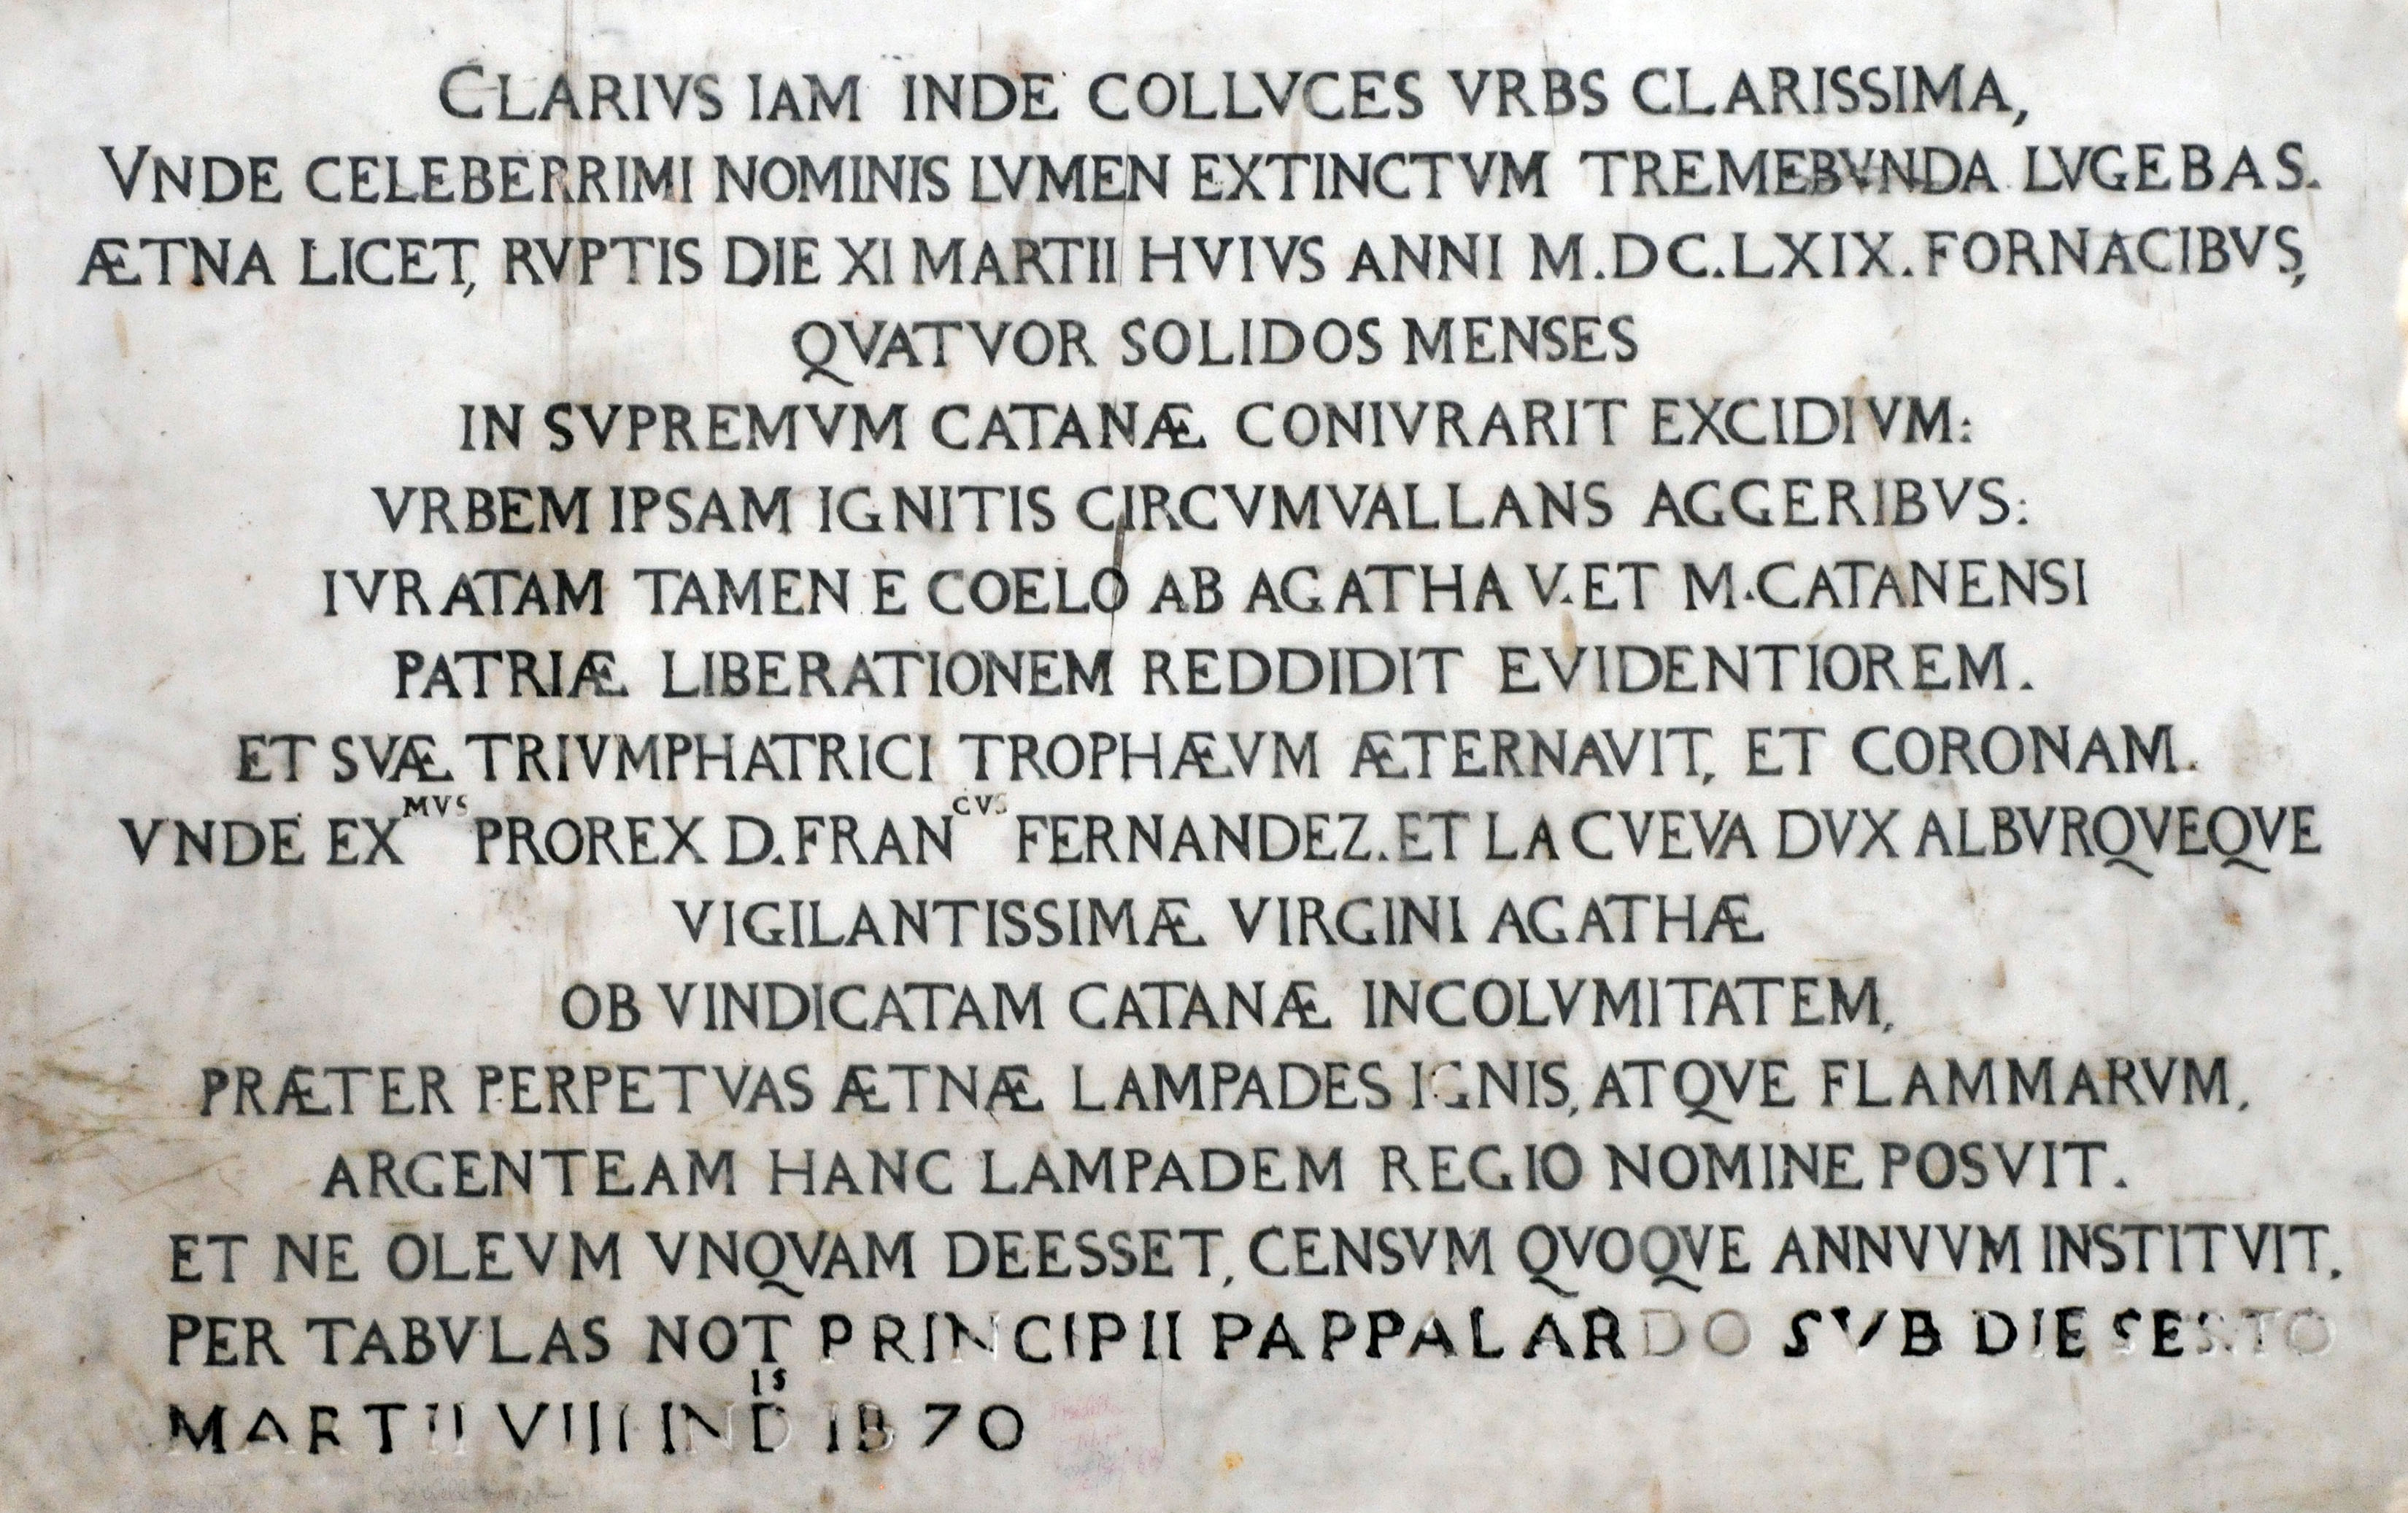 CLARIVS IAM INDE COLLVCES VRBS CLARISSIMA,
VNDE CELEBERRIMI NOMINIS LVMEN EXTINCTVM TREMEBVNDA LVGEBAS.
ÆTNA LICET, RVPTIS DIE XI MARTII HVIVS ANNI M.DC.LXIX. FORNACIBVS,
QVATVOR SOLIDOS MENSES
IN SVPREMVM CATANÆ CONIVRARIT EXCIDIVM:
VRBEM IPSAM IGNITIS CIRCVMVALLANS AGGERIBVS:
IVRATAM TAMEN E COELO AB AGATHA V. ET M. CATANENSI
PATRIÆ LIBERATIONEM REDDIDIT EVIDENTIOREM.
ET SVÆ TRIVMPHATRICI TROPHÆVM ÆTERNAVIT, ET CORONAM.
VNDE EXMVS PROREX D. FRANCVS FERNANDEZ. ET LA CVEVA DVX ALBVRQVEQVE
VIGILANTISSIMÆ VIRGINI AGATHÆ
OB VINDICATAM CATANÆ INCOLVMITATEM,
PRÆTER PERPETVAS ÆTNÆ LAMPADES IGNIS, ATQVE FLAMMARVM,
ARGENTEAM HANC LAMPADEM REGIO NOMINE POSVIT.
ET NE OLEVM VNQVAM DEESSET, CENSVM QVOQVE ANNVVM INSTITVIT.
PER TABVLAS NOT PRINCIPII PAPPALARDO SVB DIE SESTO
MARTII VIII INDIS 1870